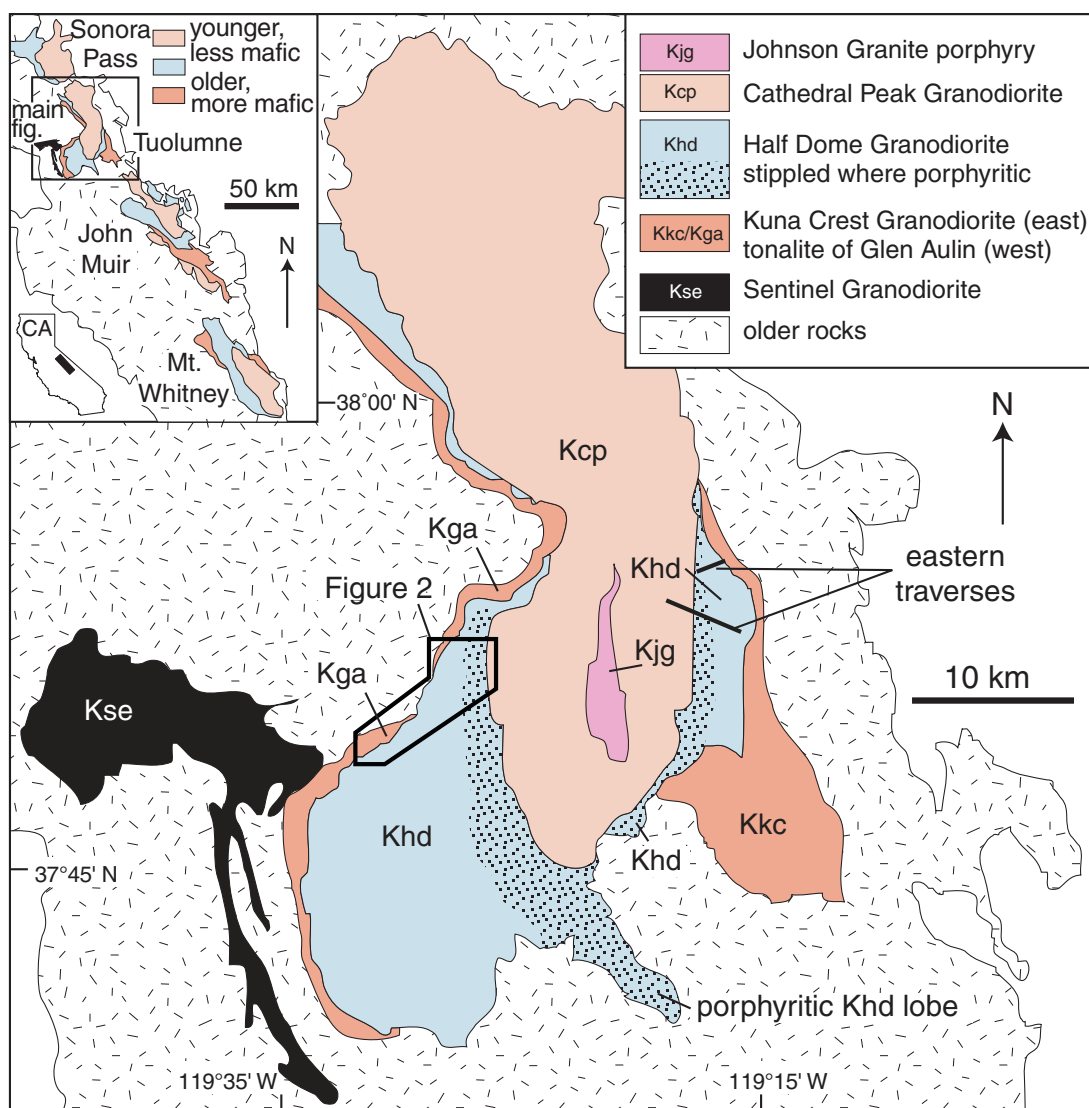 Sonora
Pass
younger,
less mafic
older,
more mafic
main
fig.
Tuolumne
50 km
John
Muir
N
CA
Mt.
Whitney
Kjg
Johnson Granite porphyry
Kcp
Cathedral Peak Granodiorite
Khd
Half Dome Granodiorite
stippled where porphyritic
Kkc/Kga
Kuna Crest Granodiorite (east)
tonalite of Glen Aulin (west)
Kse
Sentinel Granodiorite
older rocks
38°00' N
N
Kcp
Kga
Khd
eastern
traverses
Figure 2
Kjg
Kga
10 km
Kse
Khd
Khd
Kkc
37°45' N
porphyritic Khd lobe
119°35' W
119°15' W